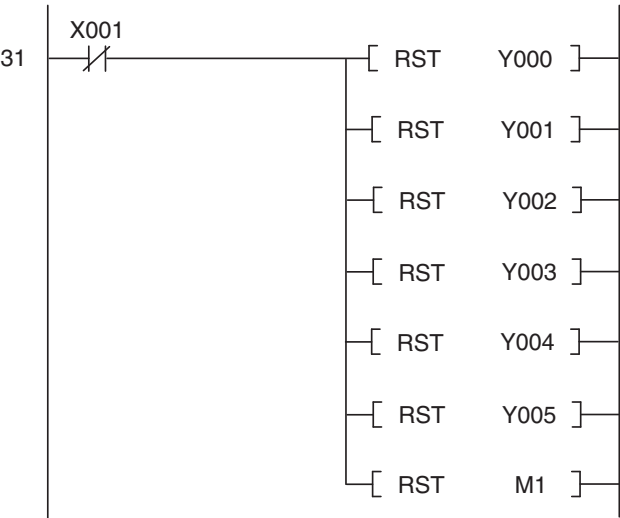 X001
31 RST Y000
RST Y001
RST Y002
RST Y003
RST Y004
RST Y005
RST M1